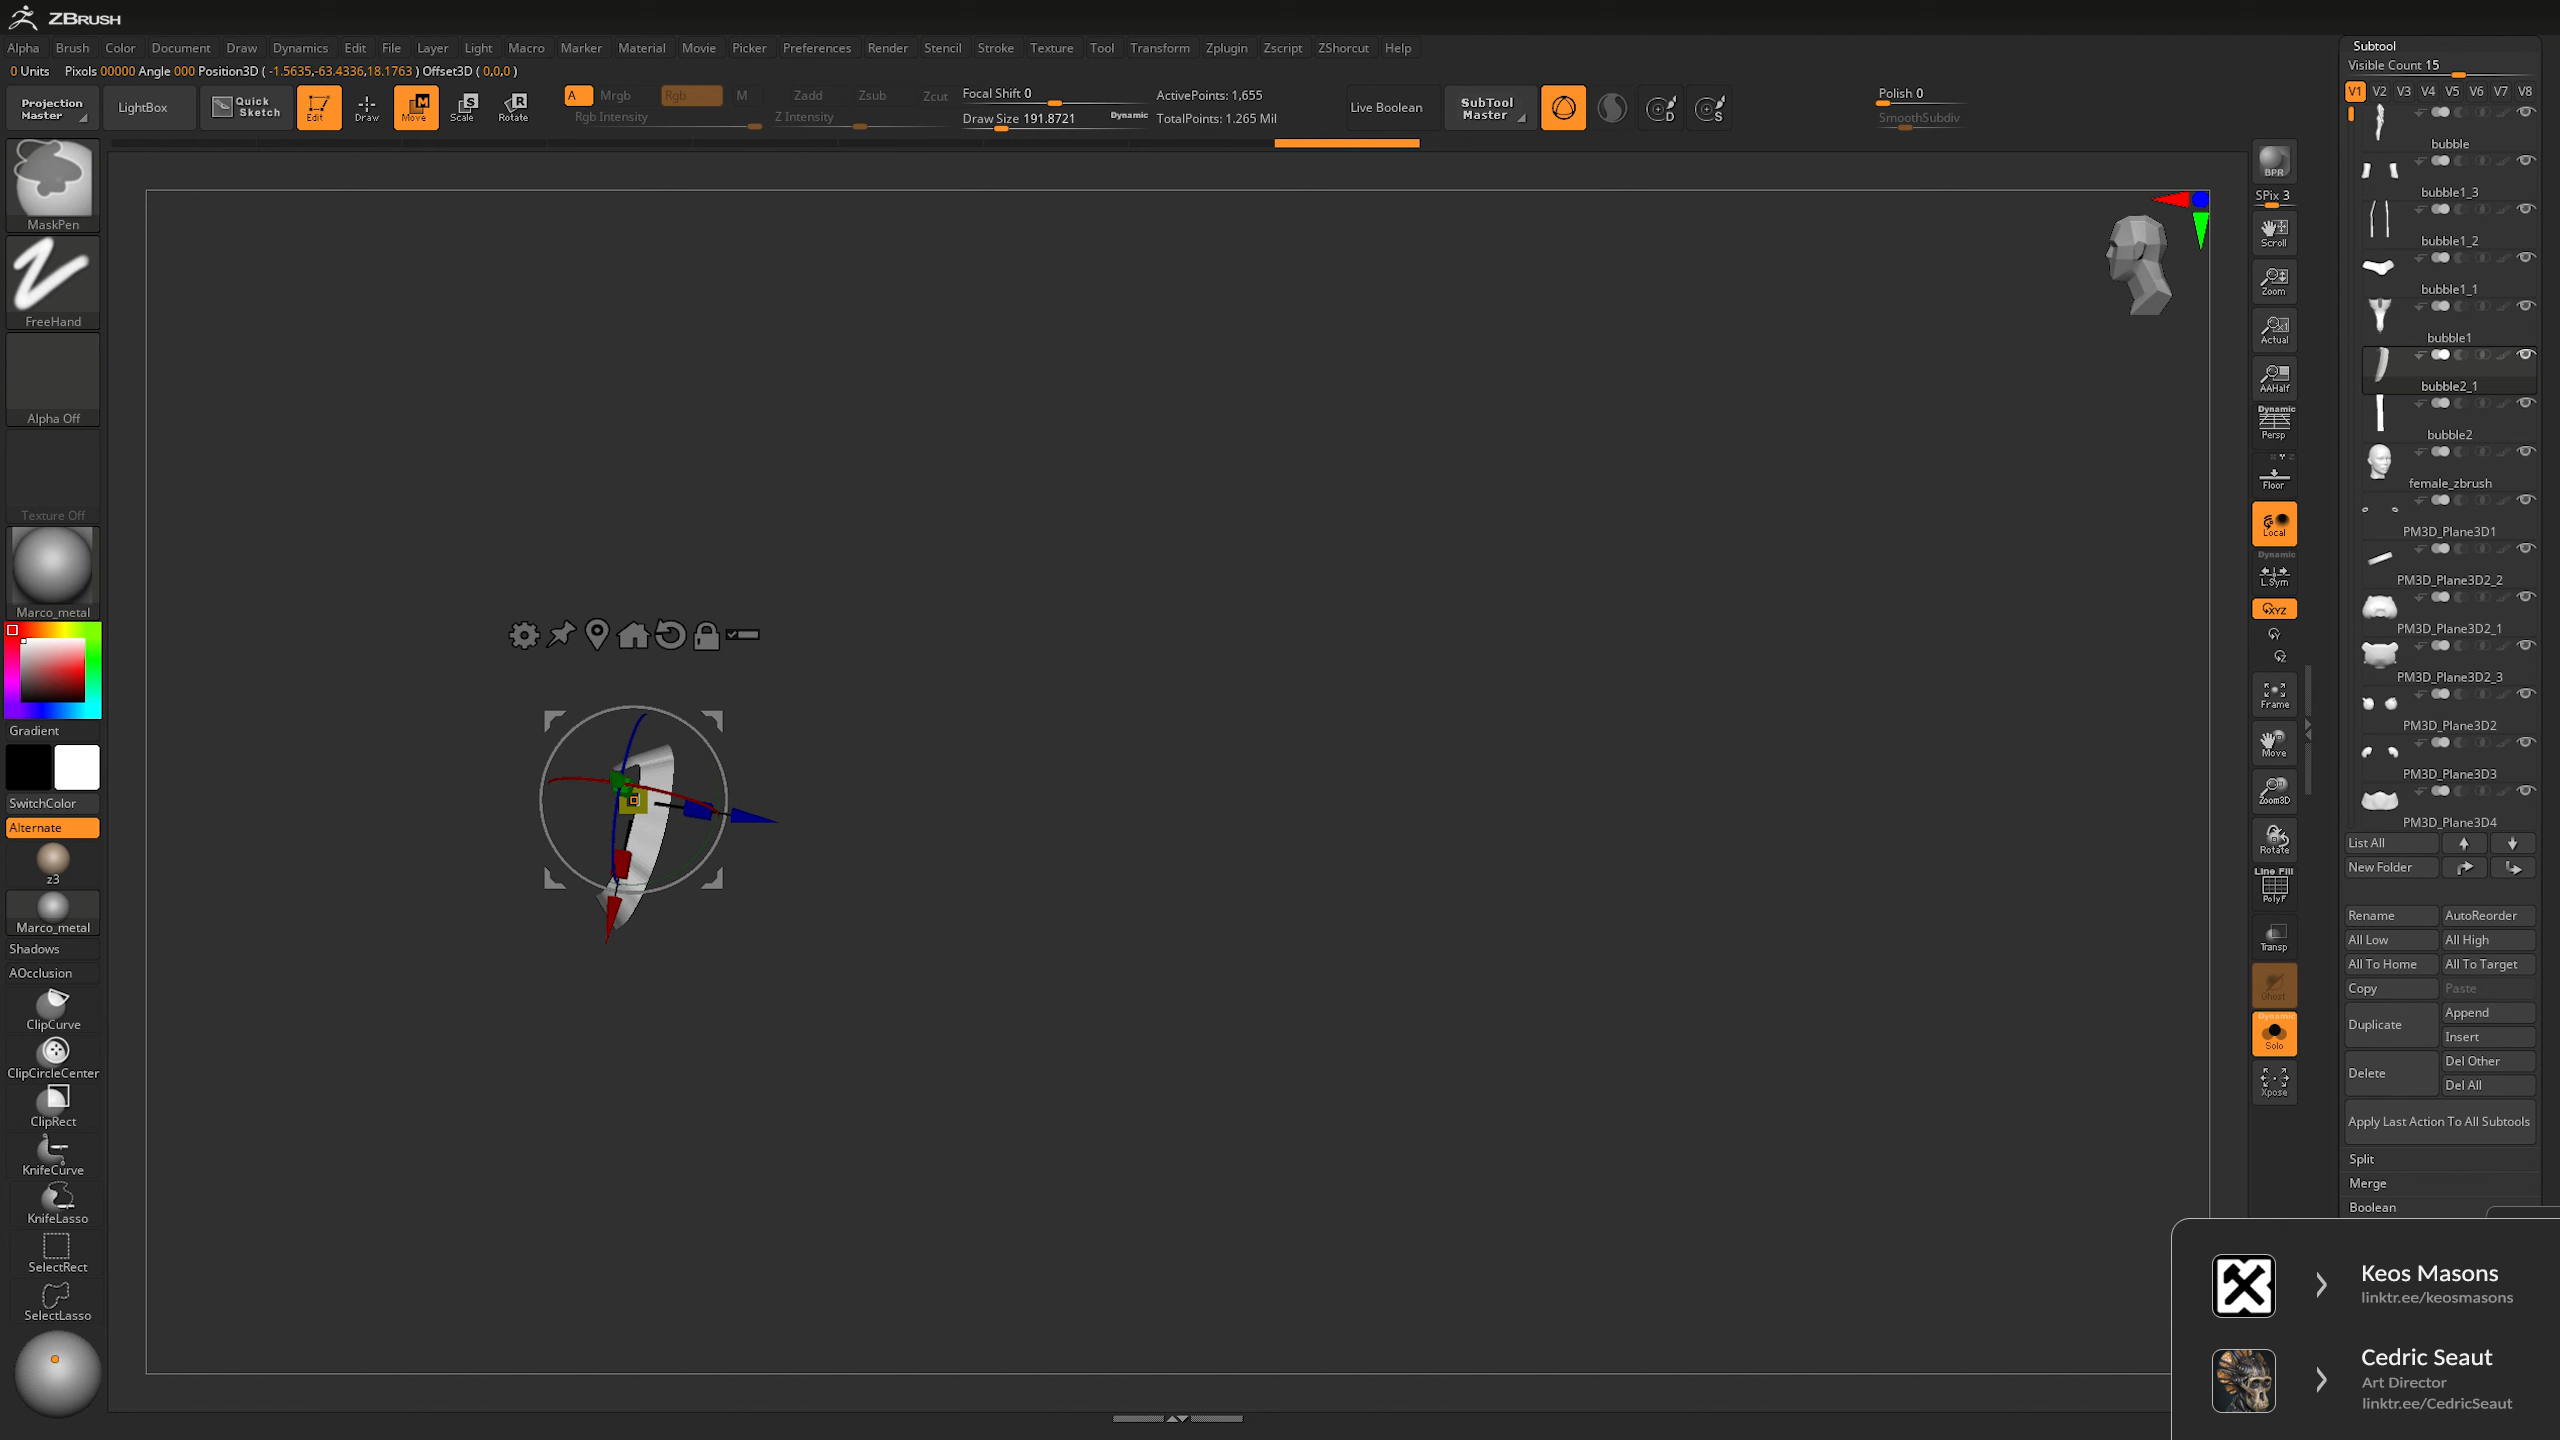 ZBRUSH
Alpha Brush Color Document Draw Dynamics Edit File Layer Light Macro Marker Material Movie Picker Preferences Render Stencil Stroke Texture Tool Transform Zplugin Zscript ZShorcut Help
0 Units Pixols 00000 Angle 000 Position3D ( -1.5635,-63.4336,18.1763 ) Offset3D ( 0,0,0 )
Projection Master
LightBox
Quick Sketch
Edit
Draw
Move
Scale
Rotate
A Mrgb Rgb M Zadd Zsub Zcut
Rgb Intensity Z Intensity
Focal Shift 0
Draw Size 191.8721 Dynamic
ActivePoints: 1,655
TotalPoints: 1.265 Mil
Live Boolean
SubTool Master
D
S
Polish 0
SmoothSubdiv
MaskPen
FreeHand
Alpha Off
Texture Off
Marco_metal
Gradient
SwitchColor
Alternate
z3
Marco_metal
Shadows
AOcclusion
ClipCurve
ClipCircleCenter
ClipRect
KnifeCurve
KnifeLasso
SelectRect
SelectLasso
BPR
SPix 3
Scroll
Zoom
Actual
AAHalf
Dynamic
Persp
Floor
Local
Dynamic
L.Sym
XYZ
Y
Z
Frame
Move
Zoom3D
Rotate
Line Fill
PolyF
Transp
Ghost
Dynamic
Solo
Xpose
Subtool
Visible Count 15
V1 V2 V3 V4 V5 V6 V7 V8
bubble
bubble1_3
bubble1_2
bubble1_1
bubble1
bubble2_1
bubble2
female_zbrush
PM3D_Plane3D1
PM3D_Plane3D2_2
PM3D_Plane3D2_1
PM3D_Plane3D2_3
PM3D_Plane3D2
PM3D_Plane3D3
PM3D_Plane3D4
List All
New Folder
Rename AutoReorder
All Low All High
All To Home All To Target
Copy Paste
Duplicate Append
Insert
Delete Del Other
Del All
Apply Last Action To All Subtools
Split
Merge
Boolean
Keos Masons
linktr.ee/keosmasons
Cedric Seaut
Art Director
linktr.ee/CedricSeaut